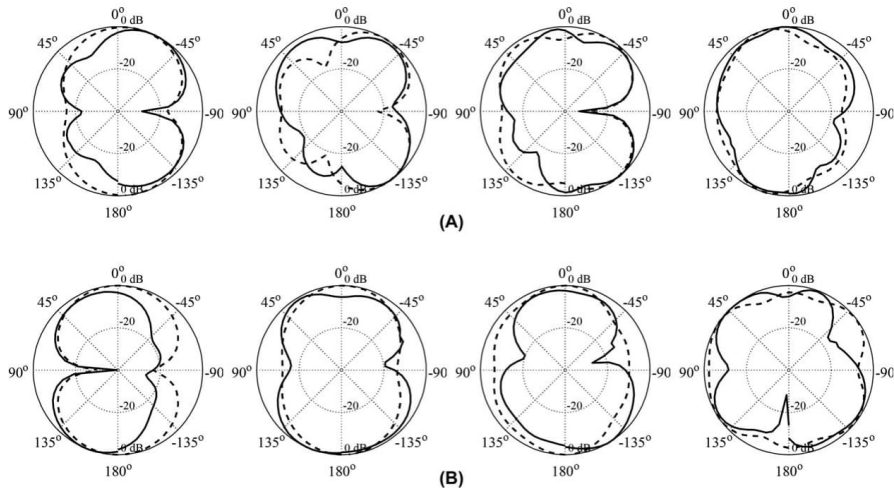 0° 0° 0° 0°
0 dB 0 dB 0 dB 0 dB
45° -45° 45° -45° 45° -45° 45° -45°
-20 -20 -20 -20
90° 90° -90 90° -90 90° -90
-20 -20 -20 -20
135° -135° 135° -135° 135° -135° 135° -135°
0 dB 0 dB 0 dB 0 dB
180° 180° 180° 180°
(A)
0° 0° 0° 0°
0 dB 0 dB 0 dB 0 dB
45° -45° 45° -45° 45° -45° 45° -45°
-20 -20 -20 -20
90° -90 90° -90 90° -90 90° -90
-20 -20 -20 -20
135° -135° 135° -135° 135° -135° 135° -135°
0 dB 0 dB 0 dB 0 dB
180° 180° 180° 180°
(B)